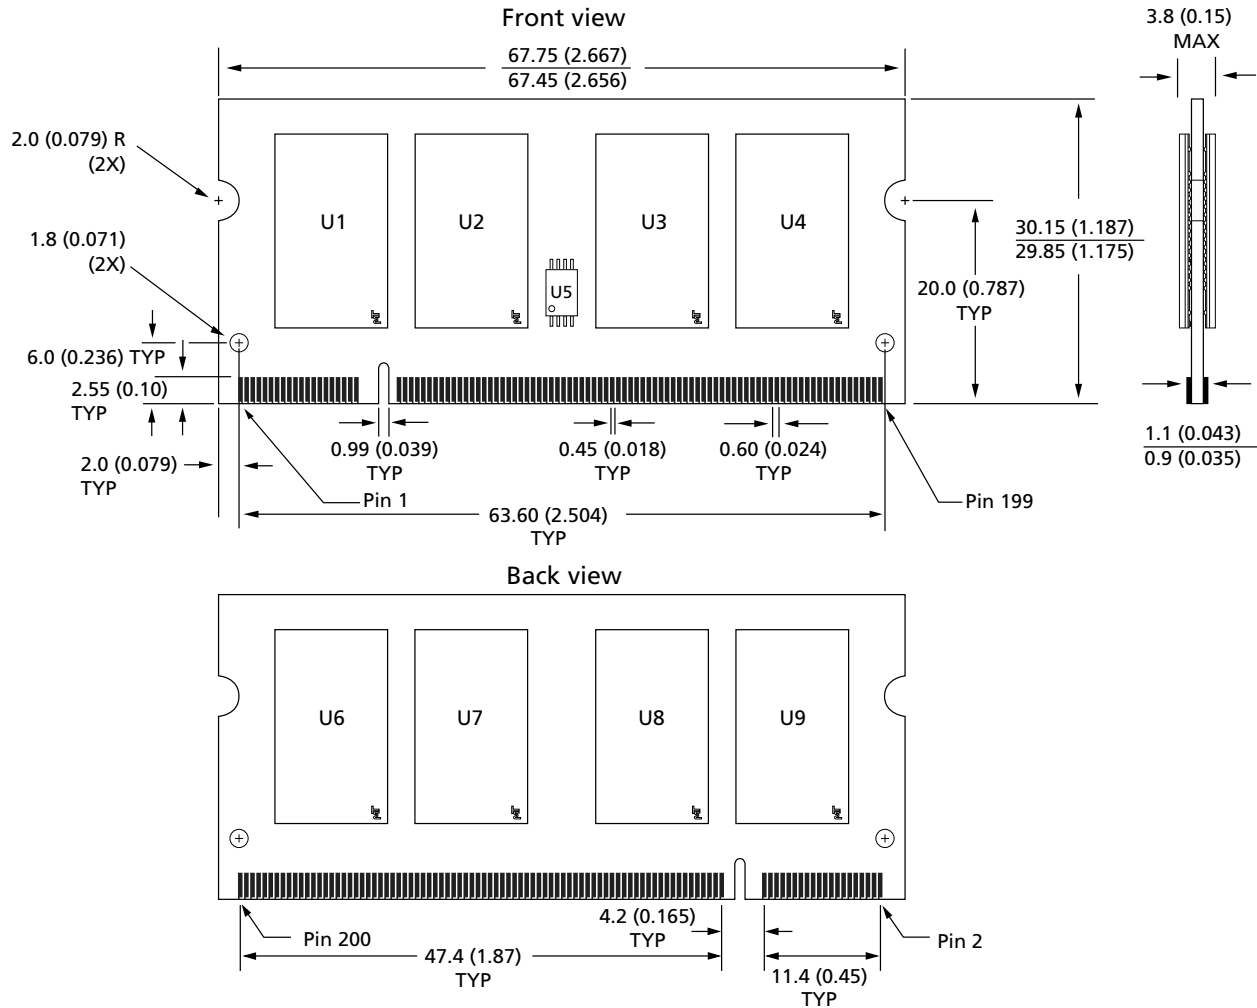 Front view
3.8 (0.15)
MAX
67.75 (2.667)
67.45 (2.656)
2.0 (0.079) R
(2X)
U1
U2
U3
U4
1.8 (0.071)
(2X)
30.15 (1.187)
29.85 (1.175)
U5
20.0 (0.787)
TYP
6.0 (0.236) TYP
2.55 (0.10)
TYP
0.99 (0.039)
TYP
0.45 (0.018)
TYP
0.60 (0.024)
TYP
1.1 (0.043)
0.9 (0.035)
2.0 (0.079)
TYP
Pin 1
Pin 199
63.60 (2.504)
TYP
Back view
U6
U7
U8
U9
4.2 (0.165)
TYP
Pin 200
Pin 2
47.4 (1.87)
TYP
11.4 (0.45)
TYP